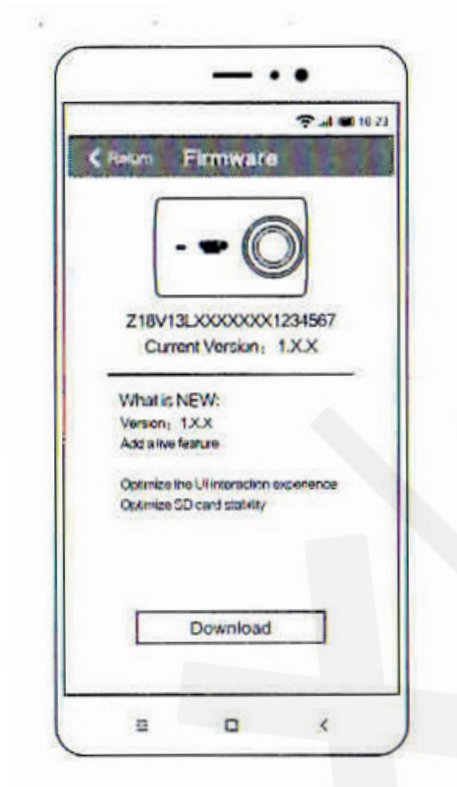 10:23
Return Firmware
Z18V13LXXXXXXX1234567
Current Version: 1.X.X
What is NEW:
Version: 1.X.X
Add a live feature
Optimize the UI interaction experience
Optimize SD card stability
Download